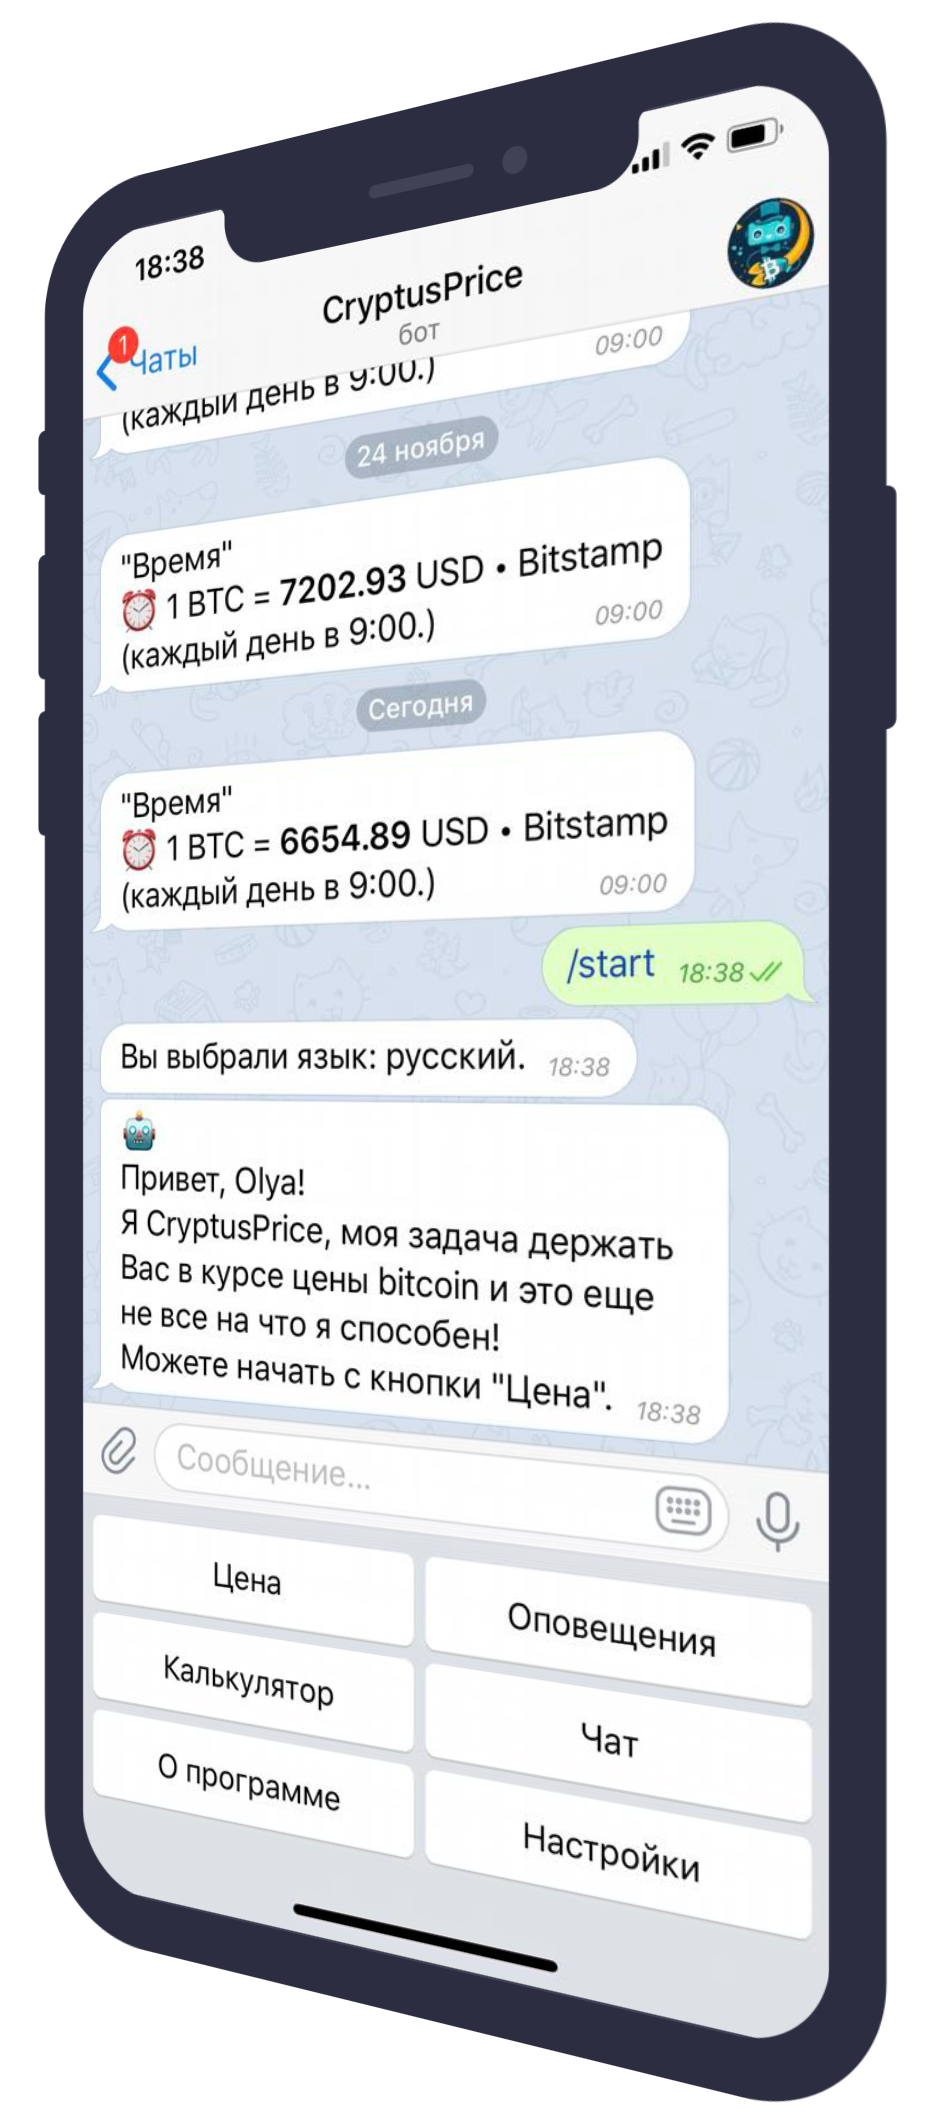 18:38
1
Чаты
CryptusPrice
бот
(каждый день в 9:00.)
09:00
24 ноября
"Время"
1 BTC = 7202.93 USD • Bitstamp
(каждый день в 9:00.)
09:00
Сегодня
"Время"
1 BTC = 6654.89 USD • Bitstamp
(каждый день в 9:00.)
09:00
/start 18:38
Вы выбрали язык: русский. 18:38
Привет, Olya!
Я CryptusPrice, моя задача держать
Вас в курсе цены bitcoin и это еще
не все на что я способен!
Можете начать с кнопки "Цена". 18:38
Сообщение...
Цена
Оповещения
Калькулятор
Чат
О программе
Настройки